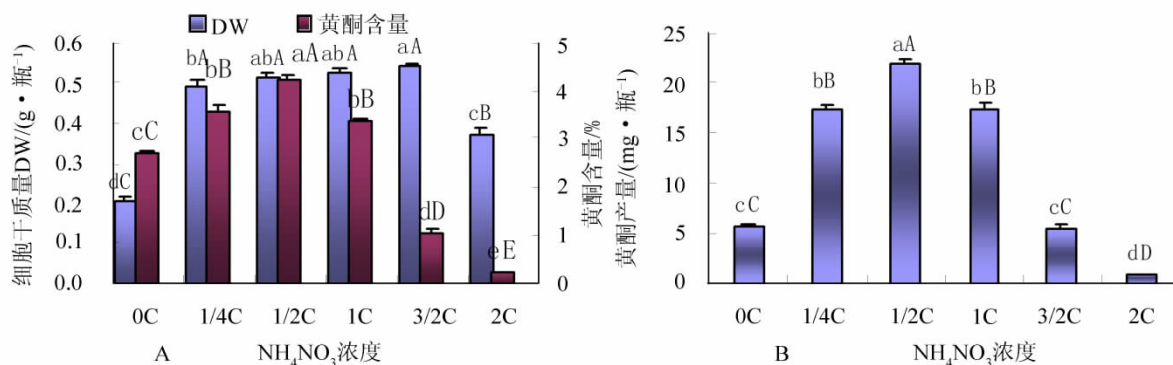 DW 黄酮含量
细胞干质量DW/(g·瓶⁻¹)
0.6
0.5
0.4
0.3
0.2
0.1
0.0
dC cC bA bB abA aA abA bB aA dD cB eE
5
4
3
2
1
0
黄酮含量/%
0C 1/4C 1/2C 1C 3/2C 2C
A NH₄NO₃浓度
黄酮产量/(mg·瓶⁻¹)
25
20
15
10
5
0
cC bB aA bB cC dD
0C 1/4C 1/2C 1C 3/2C 2C
B NH₄NO₃浓度